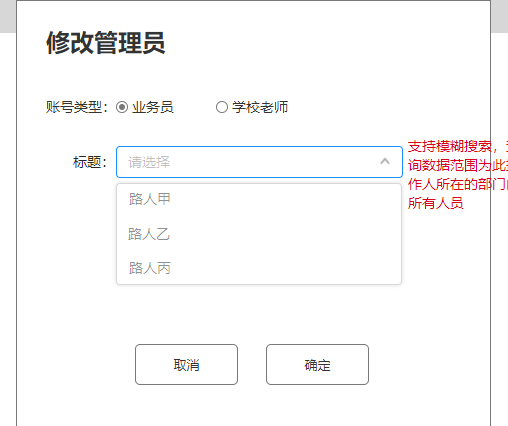 修改管理员
账号类型： 业务员 学校老师
标题： 请选择
支持模糊搜索，
询数据范围为此
作人所在的部门
所有人员
路人甲
路人乙
路人丙
取消 确定